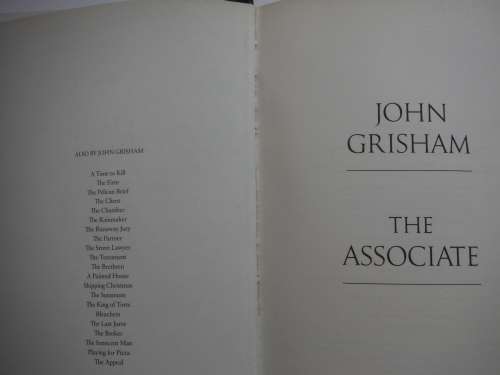 ALSO BY JOHN GRISHAM
A Time to Kill
The Firm
The Pelican Brief
The Client
The Chamber
The Rainmaker
The Runaway Jury
The Partner
The Street Lawyer
The Testament
The Brethren
A Painted House
Skipping Christmas
The Summons
The King of Torts
Bleachers
The Last Juror
The Broker
The Innocent Man
Playing for Pizza
The Appeal
JOHN
GRISHAM
THE
ASSOCIATE